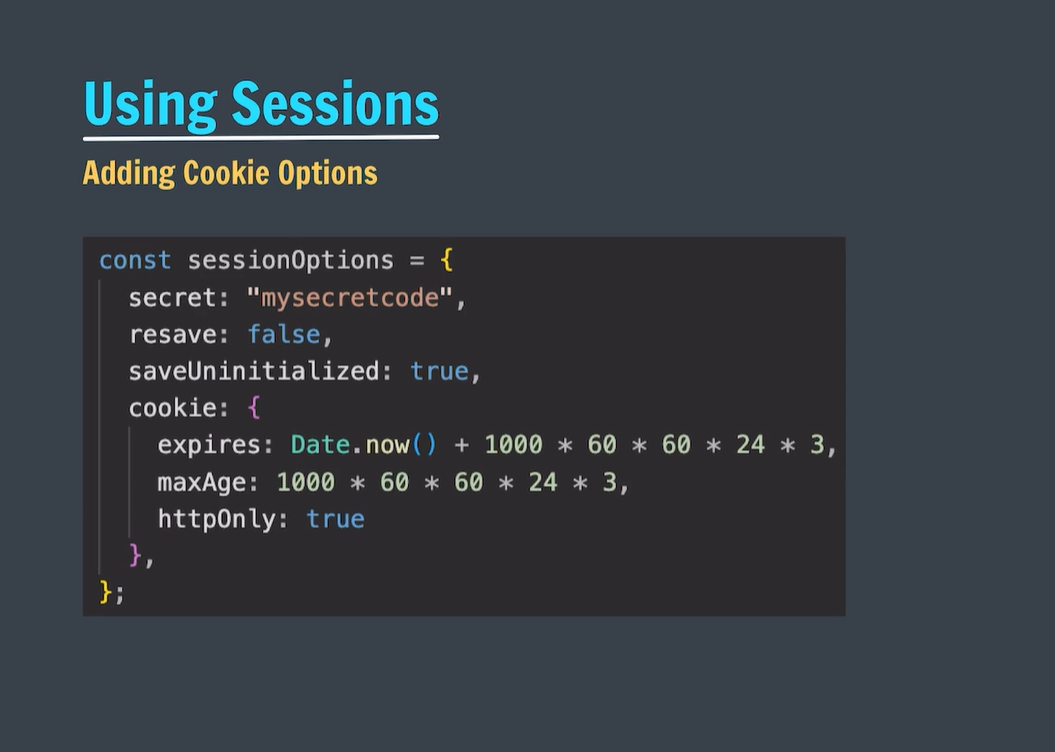 Using Sessions
Adding Cookie Options
const sessionOptions = {
  secret: "mysecretcode",
  resave: false,
  saveUninitialized: true,
  cookie: {
    expires: Date.now() + 1000 * 60 * 60 * 24 * 3,
    maxAge: 1000 * 60 * 60 * 24 * 3,
    httpOnly: true
  },
};